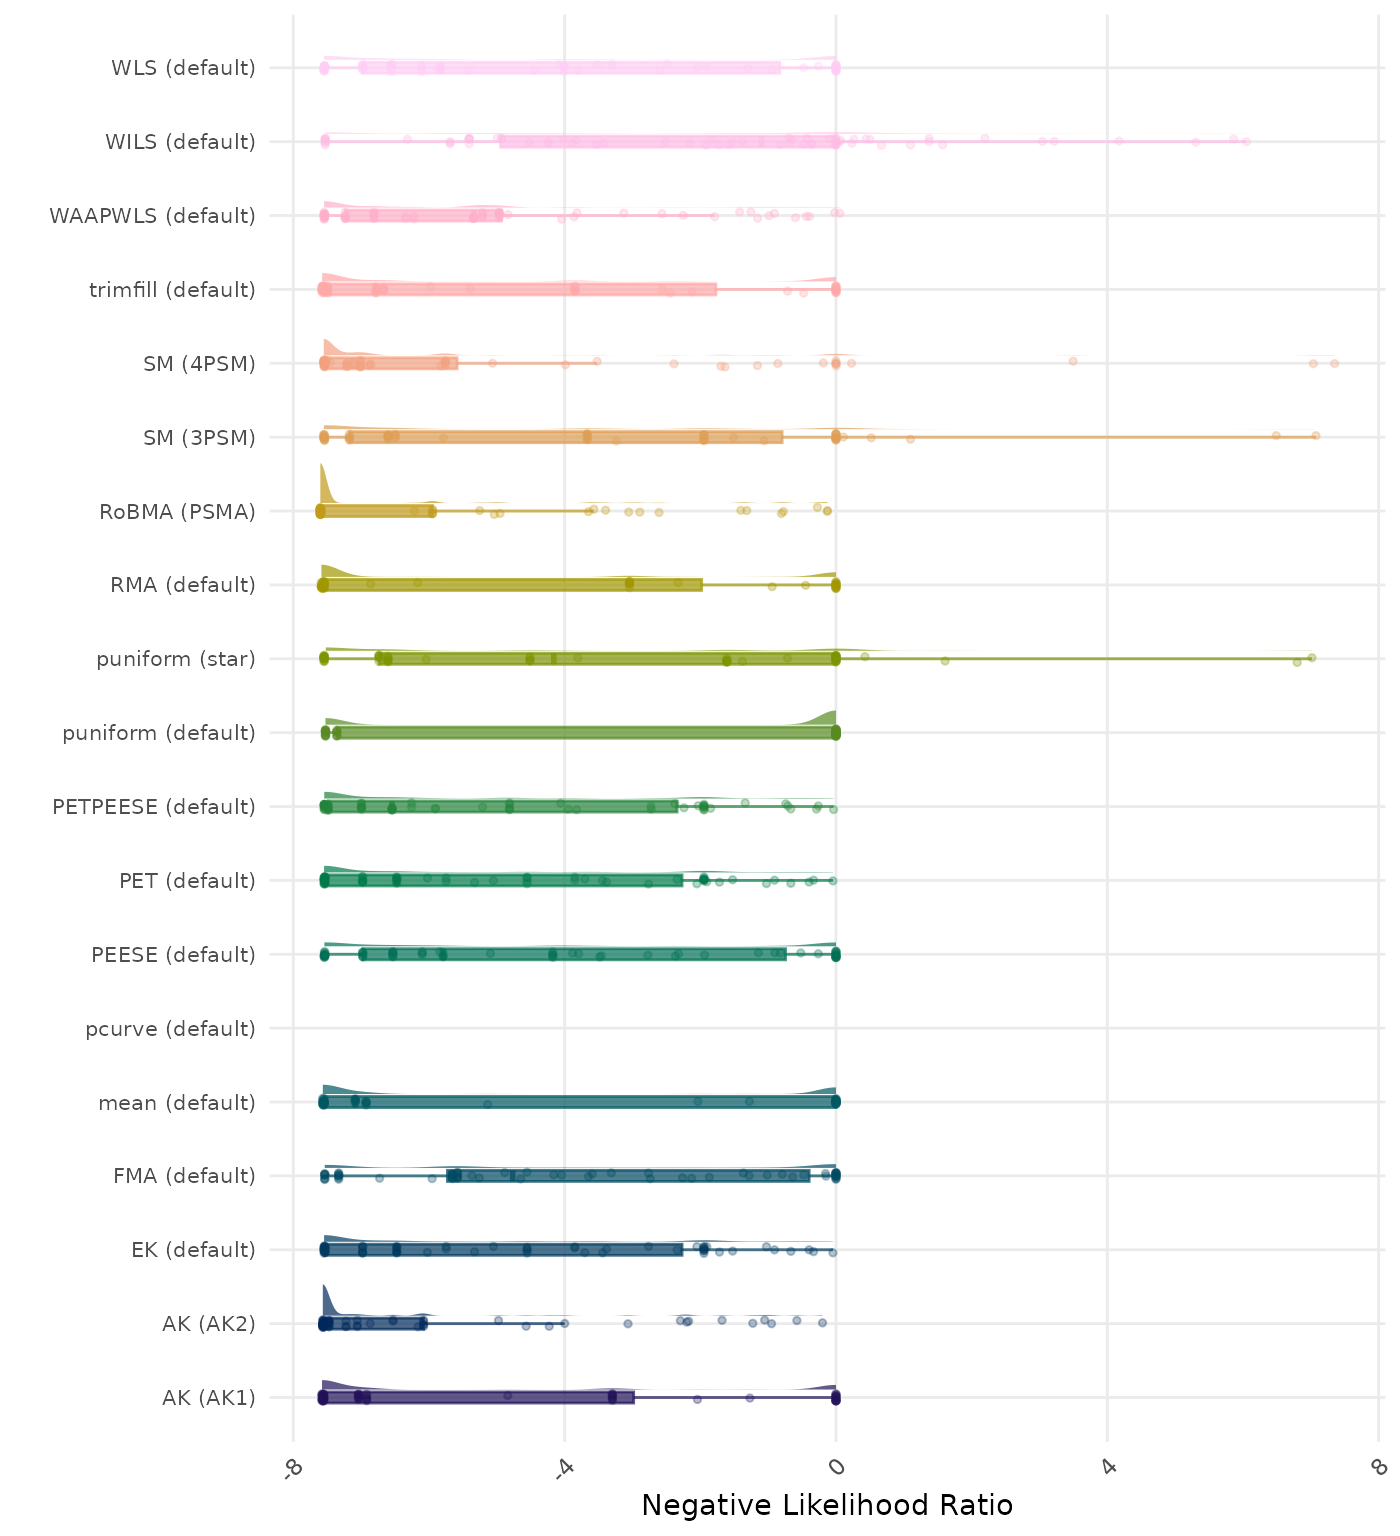 WLS (default)
WILS (default)
WAAPWLS (default)
trimfill (default)
SM (4PSM)
SM (3PSM)
RoBMA (PSMA)
RMA (default)
puniform (star)
puniform (default)
PETPEESE (default)
PET (default)
PEESE (default)
pcurve (default)
mean (default)
FMA (default)
EK (default)
AK (AK2)
AK (AK1)
-8 -4 0 4 8
Negative Likelihood Ratio